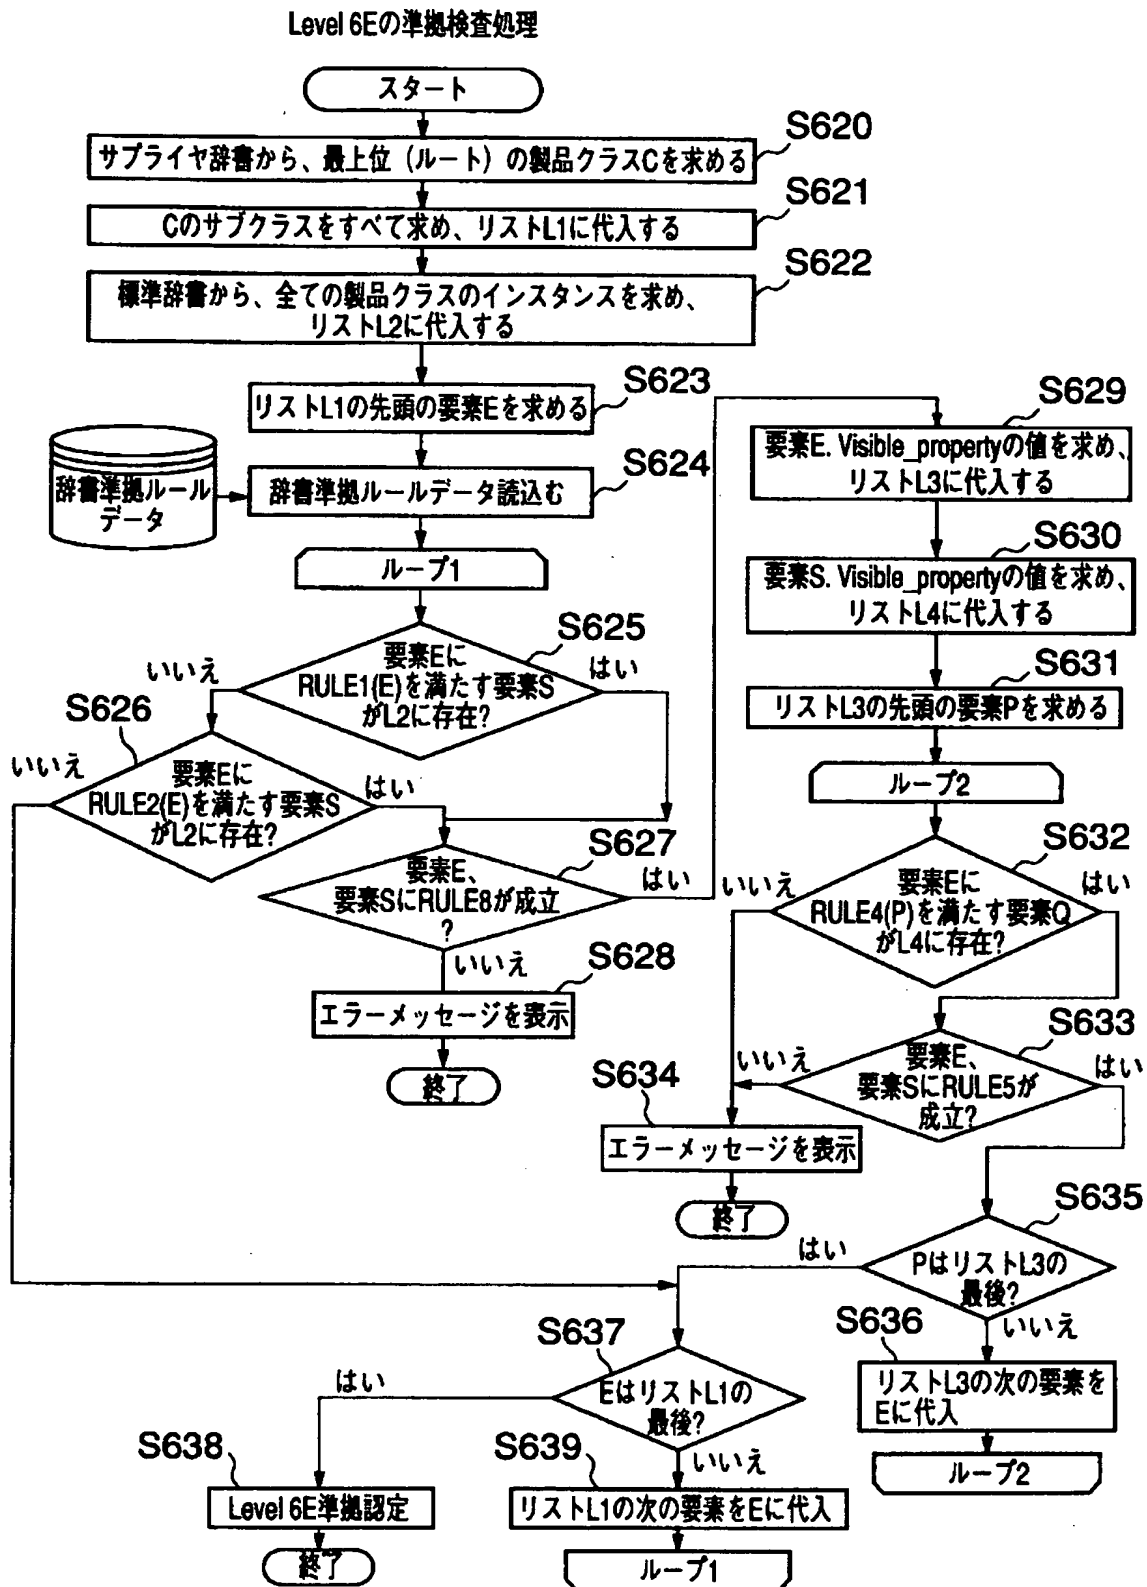 Level 6Eの準拠検査処理
スタート
S620
サプライヤ辞書から、最上位（ルート）の製品クラスCを求める
S621
Cのサブクラスをすべて求め、リストL1に代入する
S622
標準辞書から、全ての製品クラスのインスタンスを求め、
リストL2に代入する
S623
リストL1の先頭の要素Eを求める
辞書準拠ルール
データ
S624
辞書準拠ルールデータ読込む
ループ1
S625
要素Eに
RULE1(E)を満たす要素S
がL2に存在?
いいえ
はい
S626
要素Eに
RULE2(E)を満たす要素S
がL2に存在?
いいえ
はい
S627
要素E、
要素SにRULE8が成立
?
はい
いいえ
S628
エラーメッセージを表示
終了
S629
要素E. Visible_propertyの値を求め、
リストL3に代入する
S630
要素S. Visible_propertyの値を求め、
リストL4に代入する
S631
リストL3の先頭の要素Pを求める
ループ2
S632
要素Eに
RULE4(P)を満たす要素Q
がL4に存在?
いいえ
はい
S633
要素E、
要素SにRULE5が
成立?
いいえ
はい
S634
エラーメッセージを表示
終了
S635
PはリストL3の
最後?
はい
いいえ
S636
リストL3の次の要素を
Eに代入
ループ2
S637
EはリストL1の
最後?
はい
いいえ
S638
Level 6E準拠認定
終了
S639
リストL1の次の要素をEに代入
ループ1